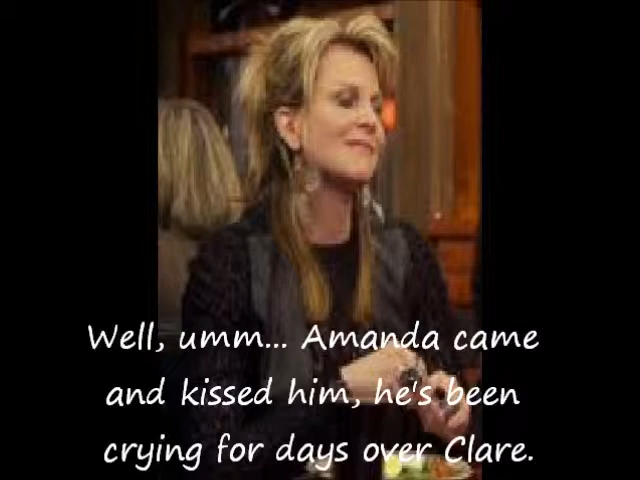 Well, umm... Amanda came
and kissed him, he's been
crying for days over Clare.